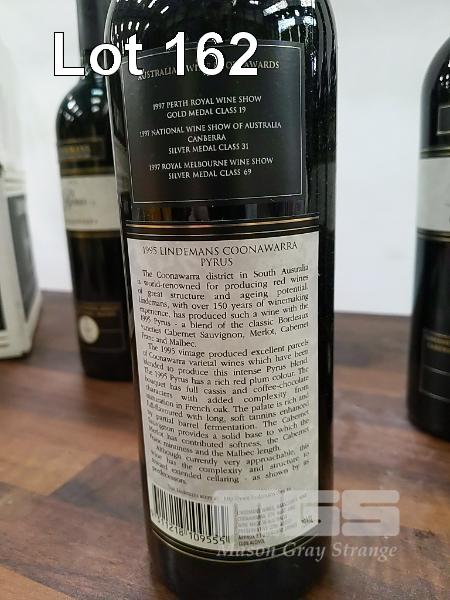 Lot 162
AUSTRALIAN WINE SHOW AWARDS
1997 PERTH ROYAL WINE SHOW
GOLD MEDAL CLASS 19
1997 NATIONAL WINE SHOW OF AUSTRALIA
CANBERRA
SILVER MEDAL CLASS 31
1997 ROYAL MELBOURNE WINE SHOW
SILVER MEDAL CLASS 69
1995 LINDEMANS COONAWARRA
PYRUS
The Coonawarra district in South Australia
is world-renowned for producing red wines
of great structure and ageing potential.
Lindemans, with over 150 years of winemaking
experience, has produced such a wine with the
1995 Pyrus - a blend of the classic Bordeaux
varieties Cabernet Sauvignon, Merlot, Cabernet
Franc and Malbec.
The 1995 vintage produced excellent parcels
of Coonawarra varietal wines which have been
blended to produce this intense Pyrus blend.
The 1995 Pyrus has a rich red plum colour. The
bouquet has full cassis and coffee-chocolate
characters with added complexity from
maturation in French oak. The palate is rich and
full-flavoured with long, soft tannins enhanced
by partial barrel fermentation. The Cabernet
Sauvignon provides a solid base to which the
Merlot has contributed softness, the Cabernet
Franc nuttiness and the Malbec length.
Although currently very approachable, this
wine has the complexity and structure to
extended cellaring - as shown by its
predecessors.
MGS
Mason Gray Strange